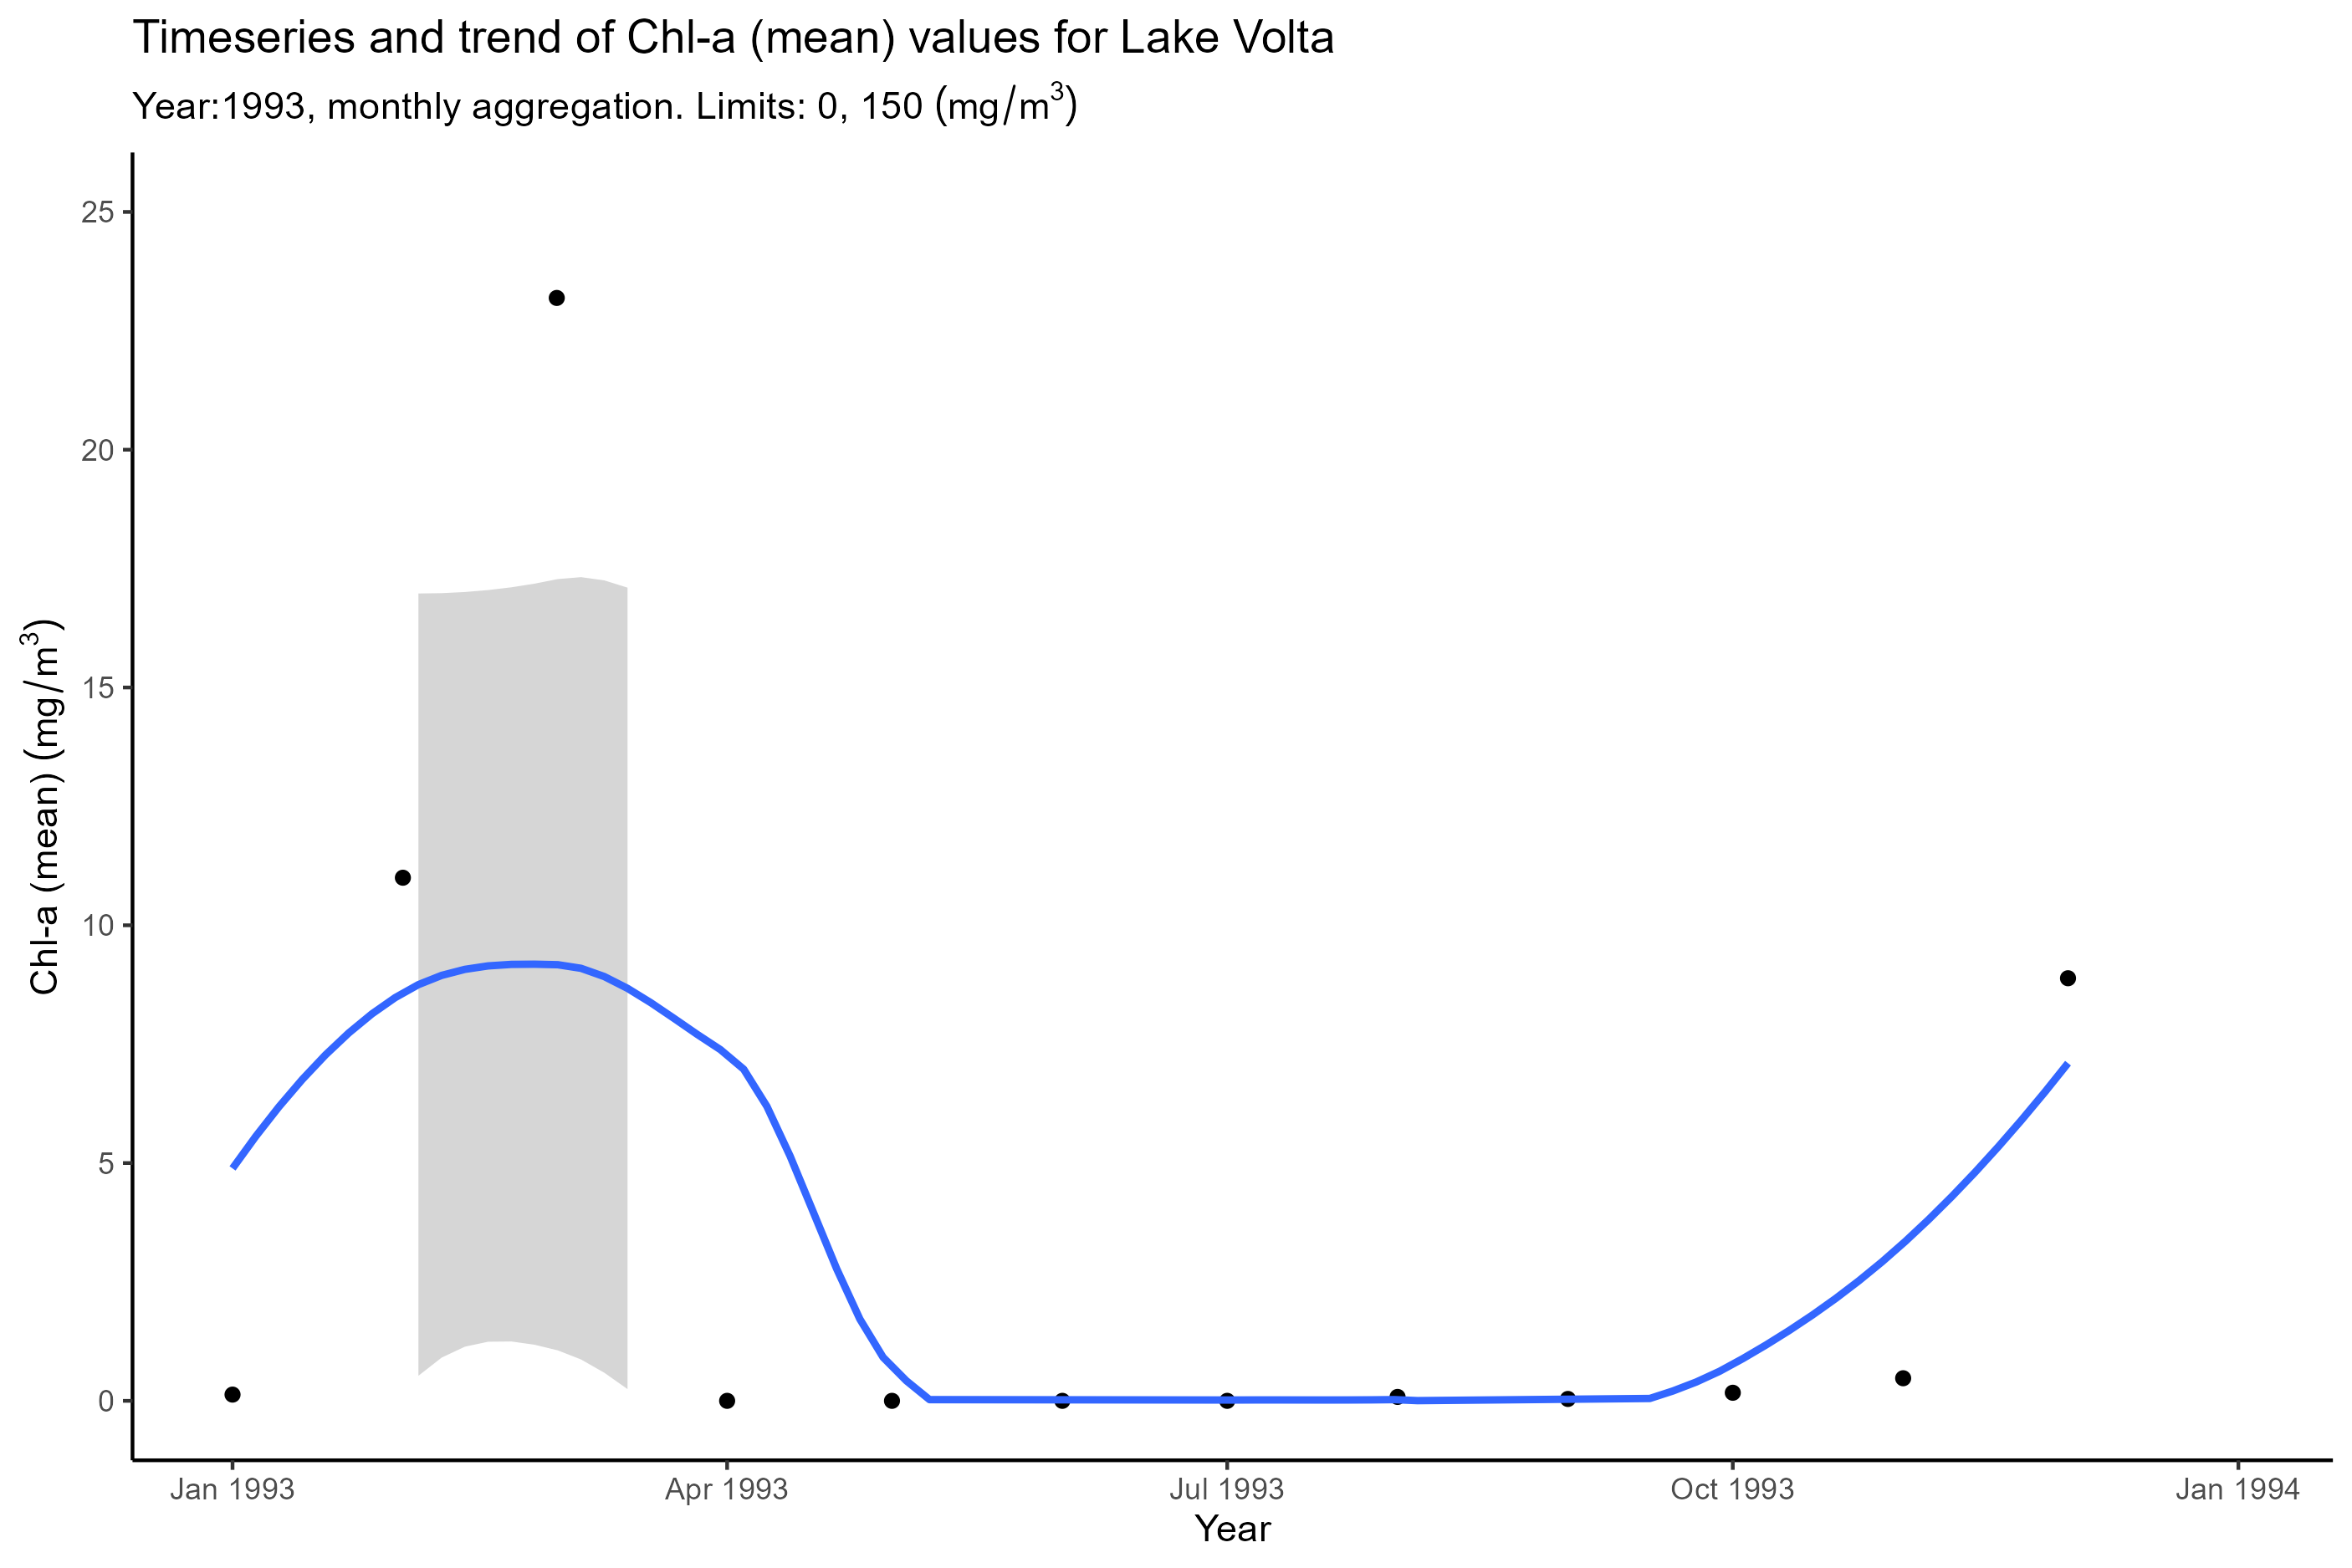 Timeseries and trend of Chl-a (mean) values for Lake Volta
Year:1993, monthly aggregation. Limits: 0, 150 (mg/m³)
Chl-a (mean) (mg/m³)
25
20
15
10
5
0
Jan 1993
Apr 1993
Jul 1993
Oct 1993
Jan 1994
Year